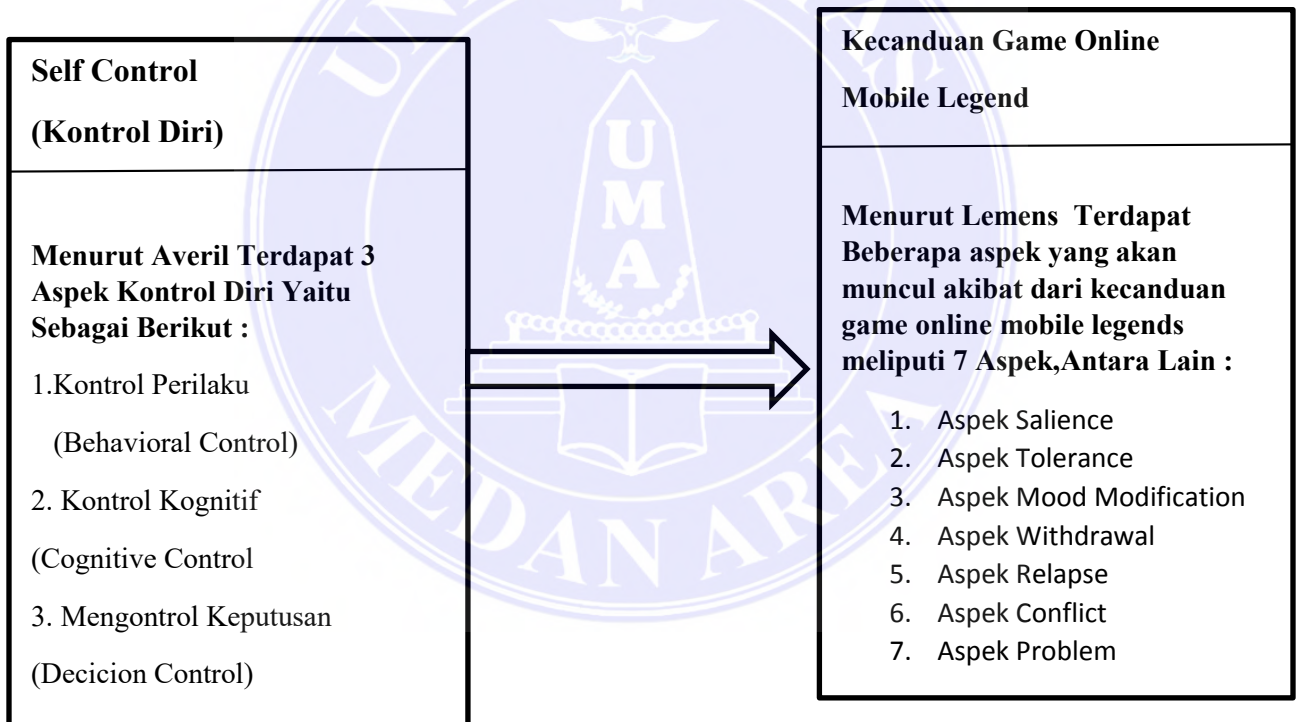 Self Control
(Kontrol Diri)
Menurut Averil Terdapat 3
Aspek Kontrol Diri Yaitu
Sebagai Berikut :
1.Kontrol Perilaku
(Behavioral Control)
2. Kontrol Kognitif
(Cognitive Control
3. Mengontrol Keputusan
(Decicion Control)
Kecanduan Game Online
Mobile Legend
Menurut Lemens Terdapat
Beberapa aspek yang akan
muncul akibat dari kecanduan
game online mobile legends
meliputi 7 Aspek,Antara Lain :
1. Aspek Salience
2. Aspek Tolerance
3. Aspek Mood Modification
4. Aspek Withdrawal
5. Aspek Relapse
6. Aspek Conflict
7. Aspek Problem
UMA
MEDAN AREA